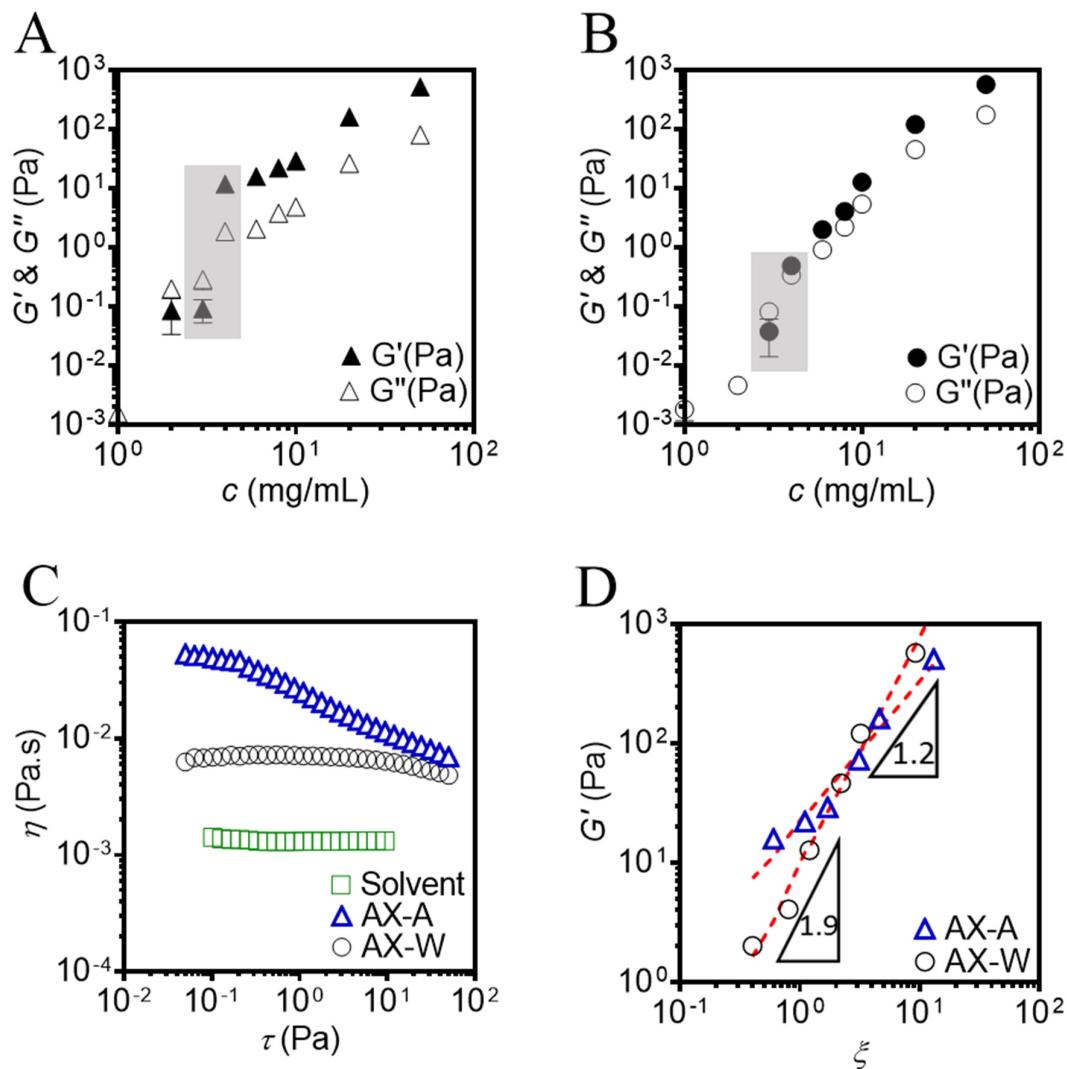 A
B
10³
10²
10¹
10⁰
10⁻¹
10⁻²
10⁻³
G′ & G″ (Pa)
G'(Pa)
G"(Pa)
10⁰ 10¹ 10²
c (mg/mL)
10³
10²
10¹
10⁰
10⁻¹
10⁻²
10⁻³
G′ & G″ (Pa)
G'(Pa)
G"(Pa)
10⁰ 10¹ 10²
c (mg/mL)
C
D
10⁻¹
10⁻²
10⁻³
10⁻⁴
η (Pa.s)
Solvent
AX-A
AX-W
10⁻² 10⁻¹ 10⁰ 10¹ 10²
τ (Pa)
10³
10²
10¹
10⁰
G′ (Pa)
1.2
1.9
AX-A
AX-W
10⁻¹ 10⁰ 10¹ 10²
ξ